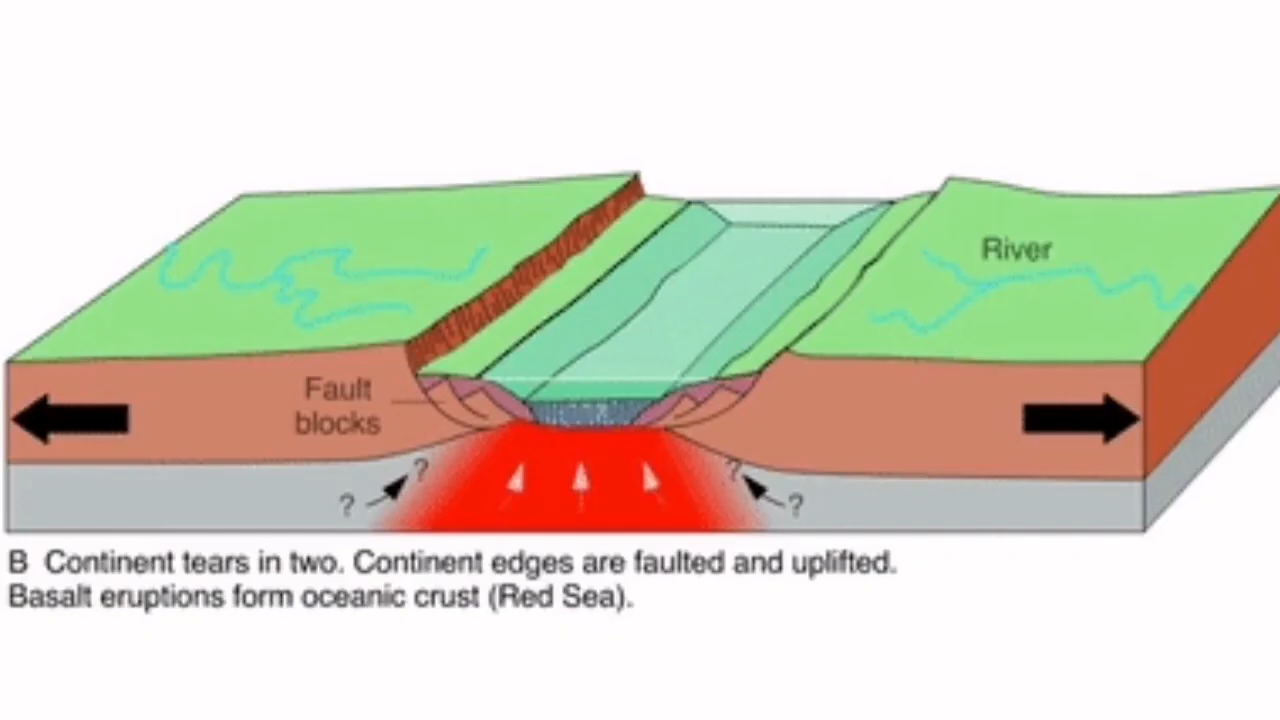 River
Fault
blocks
?
?
?
?
B Continent tears in two. Continent edges are faulted and uplifted.
Basalt eruptions form oceanic crust (Red Sea).